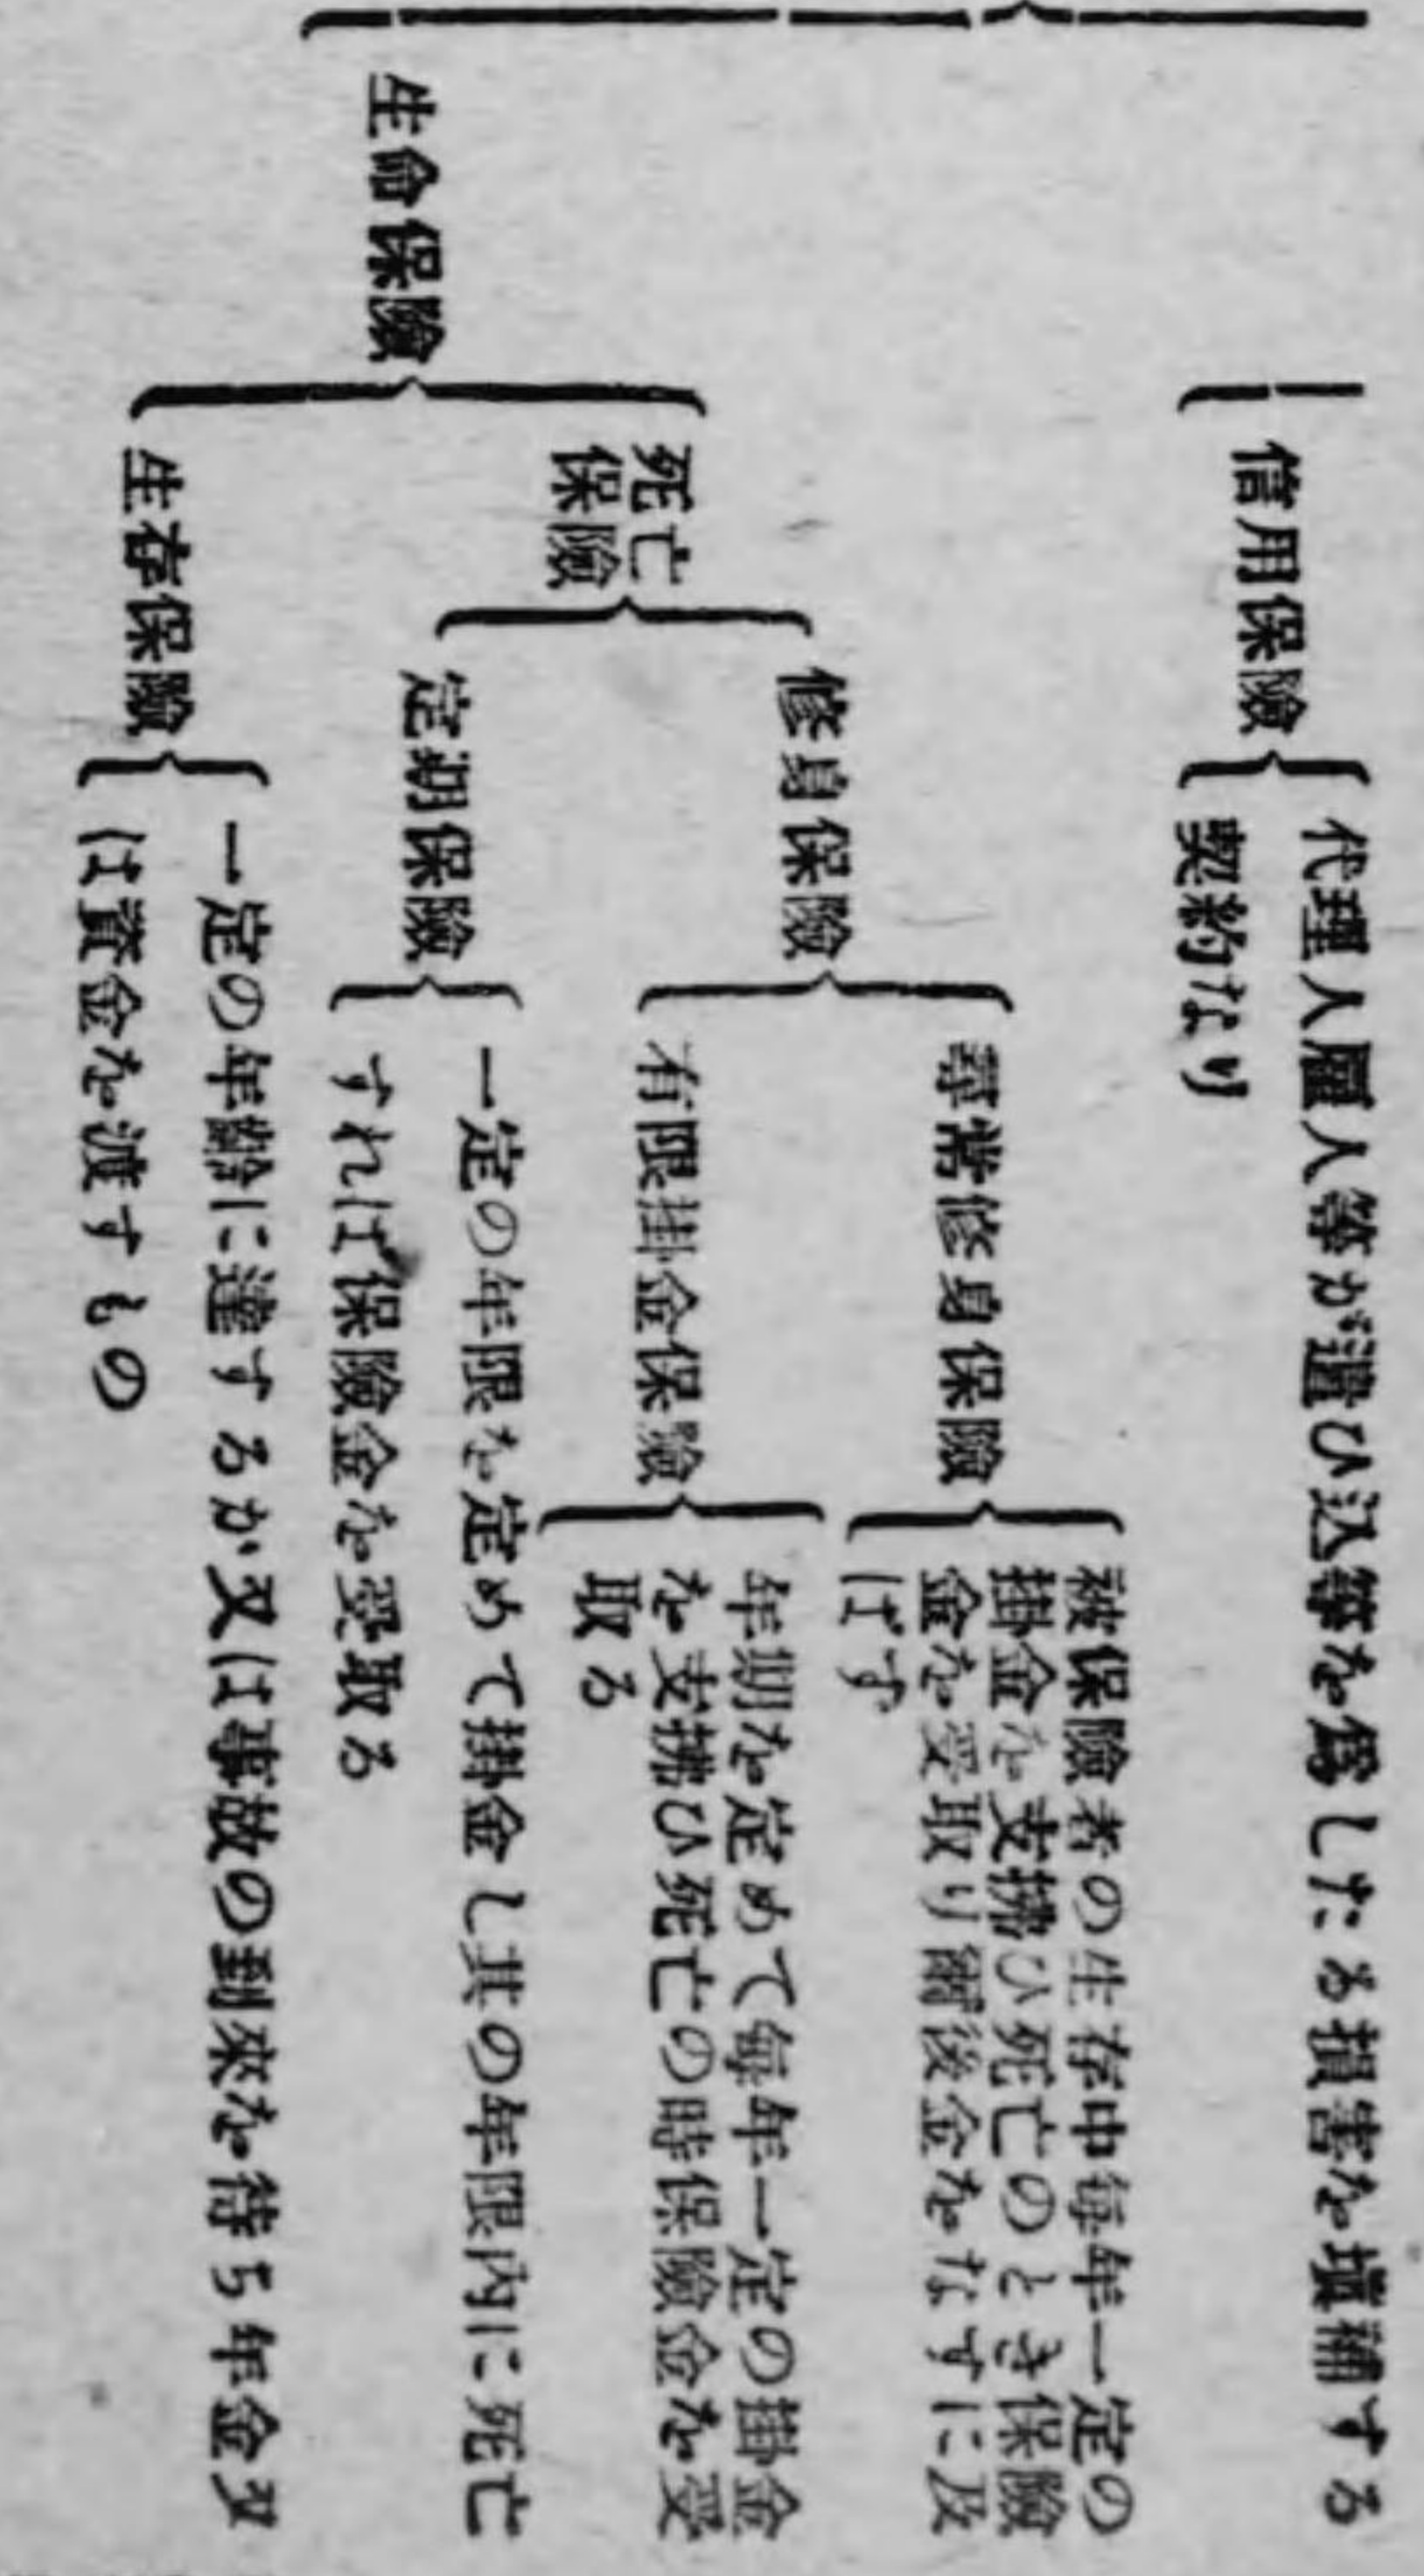 信用保險
代理人雇人等が遣ひ込等を爲したる損害を塡補する
契約なり
生命保險
死亡
保險
修身保險
尋常修身保險
被保險者の生存中每年一定の
掛金を支拂ひ死亡のとき保險
金を受取り爾後金をなすに及
ばず
有限掛金保險
年期を定めて每年一定の掛金
を支拂ひ死亡の時保險金を受
取る
定期保險
一定の年限を定めて掛金し其の年限内に死亡
すれば保險金を受取る
生存保險
一定の年齡に達するか又は事故の到來を待ち年金又
は資金を渡すもの